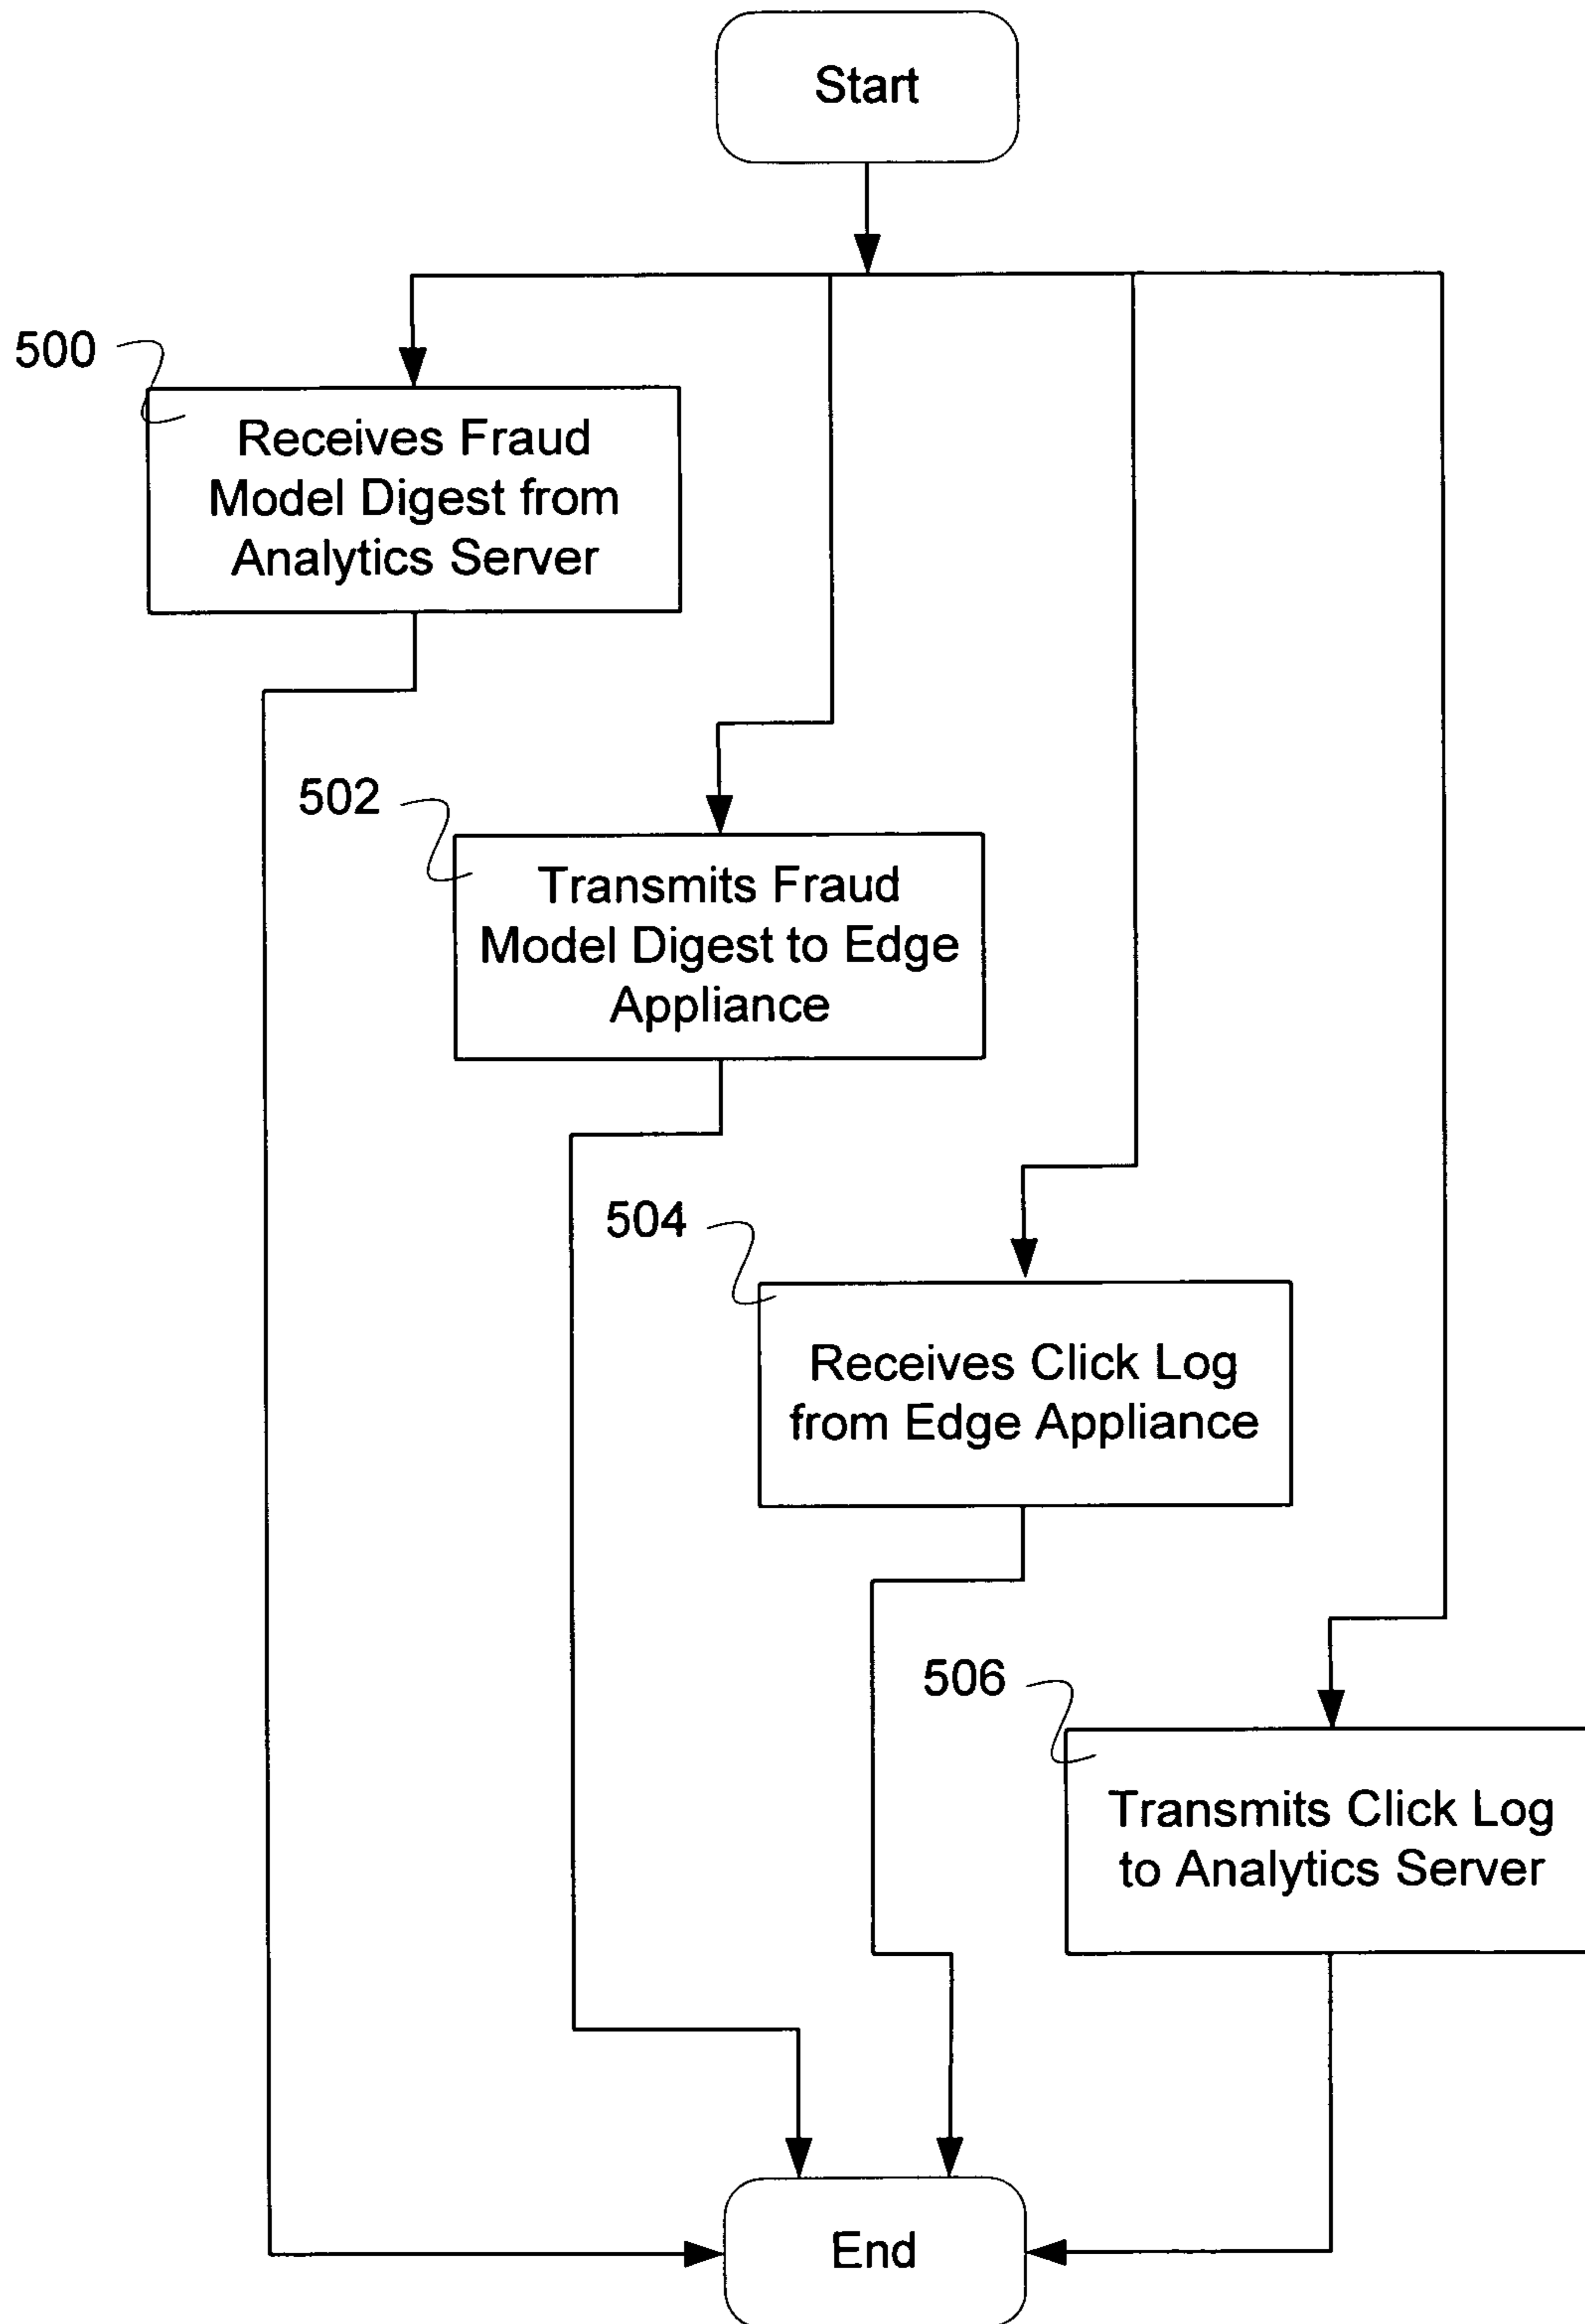 Start
500
Receives Fraud
Model Digest from
Analytics Server
502
Transmits Fraud
Model Digest to Edge
Appliance
504
Receives Click Log
from Edge Appliance
506
Transmits Click Log
to Analytics Server
End